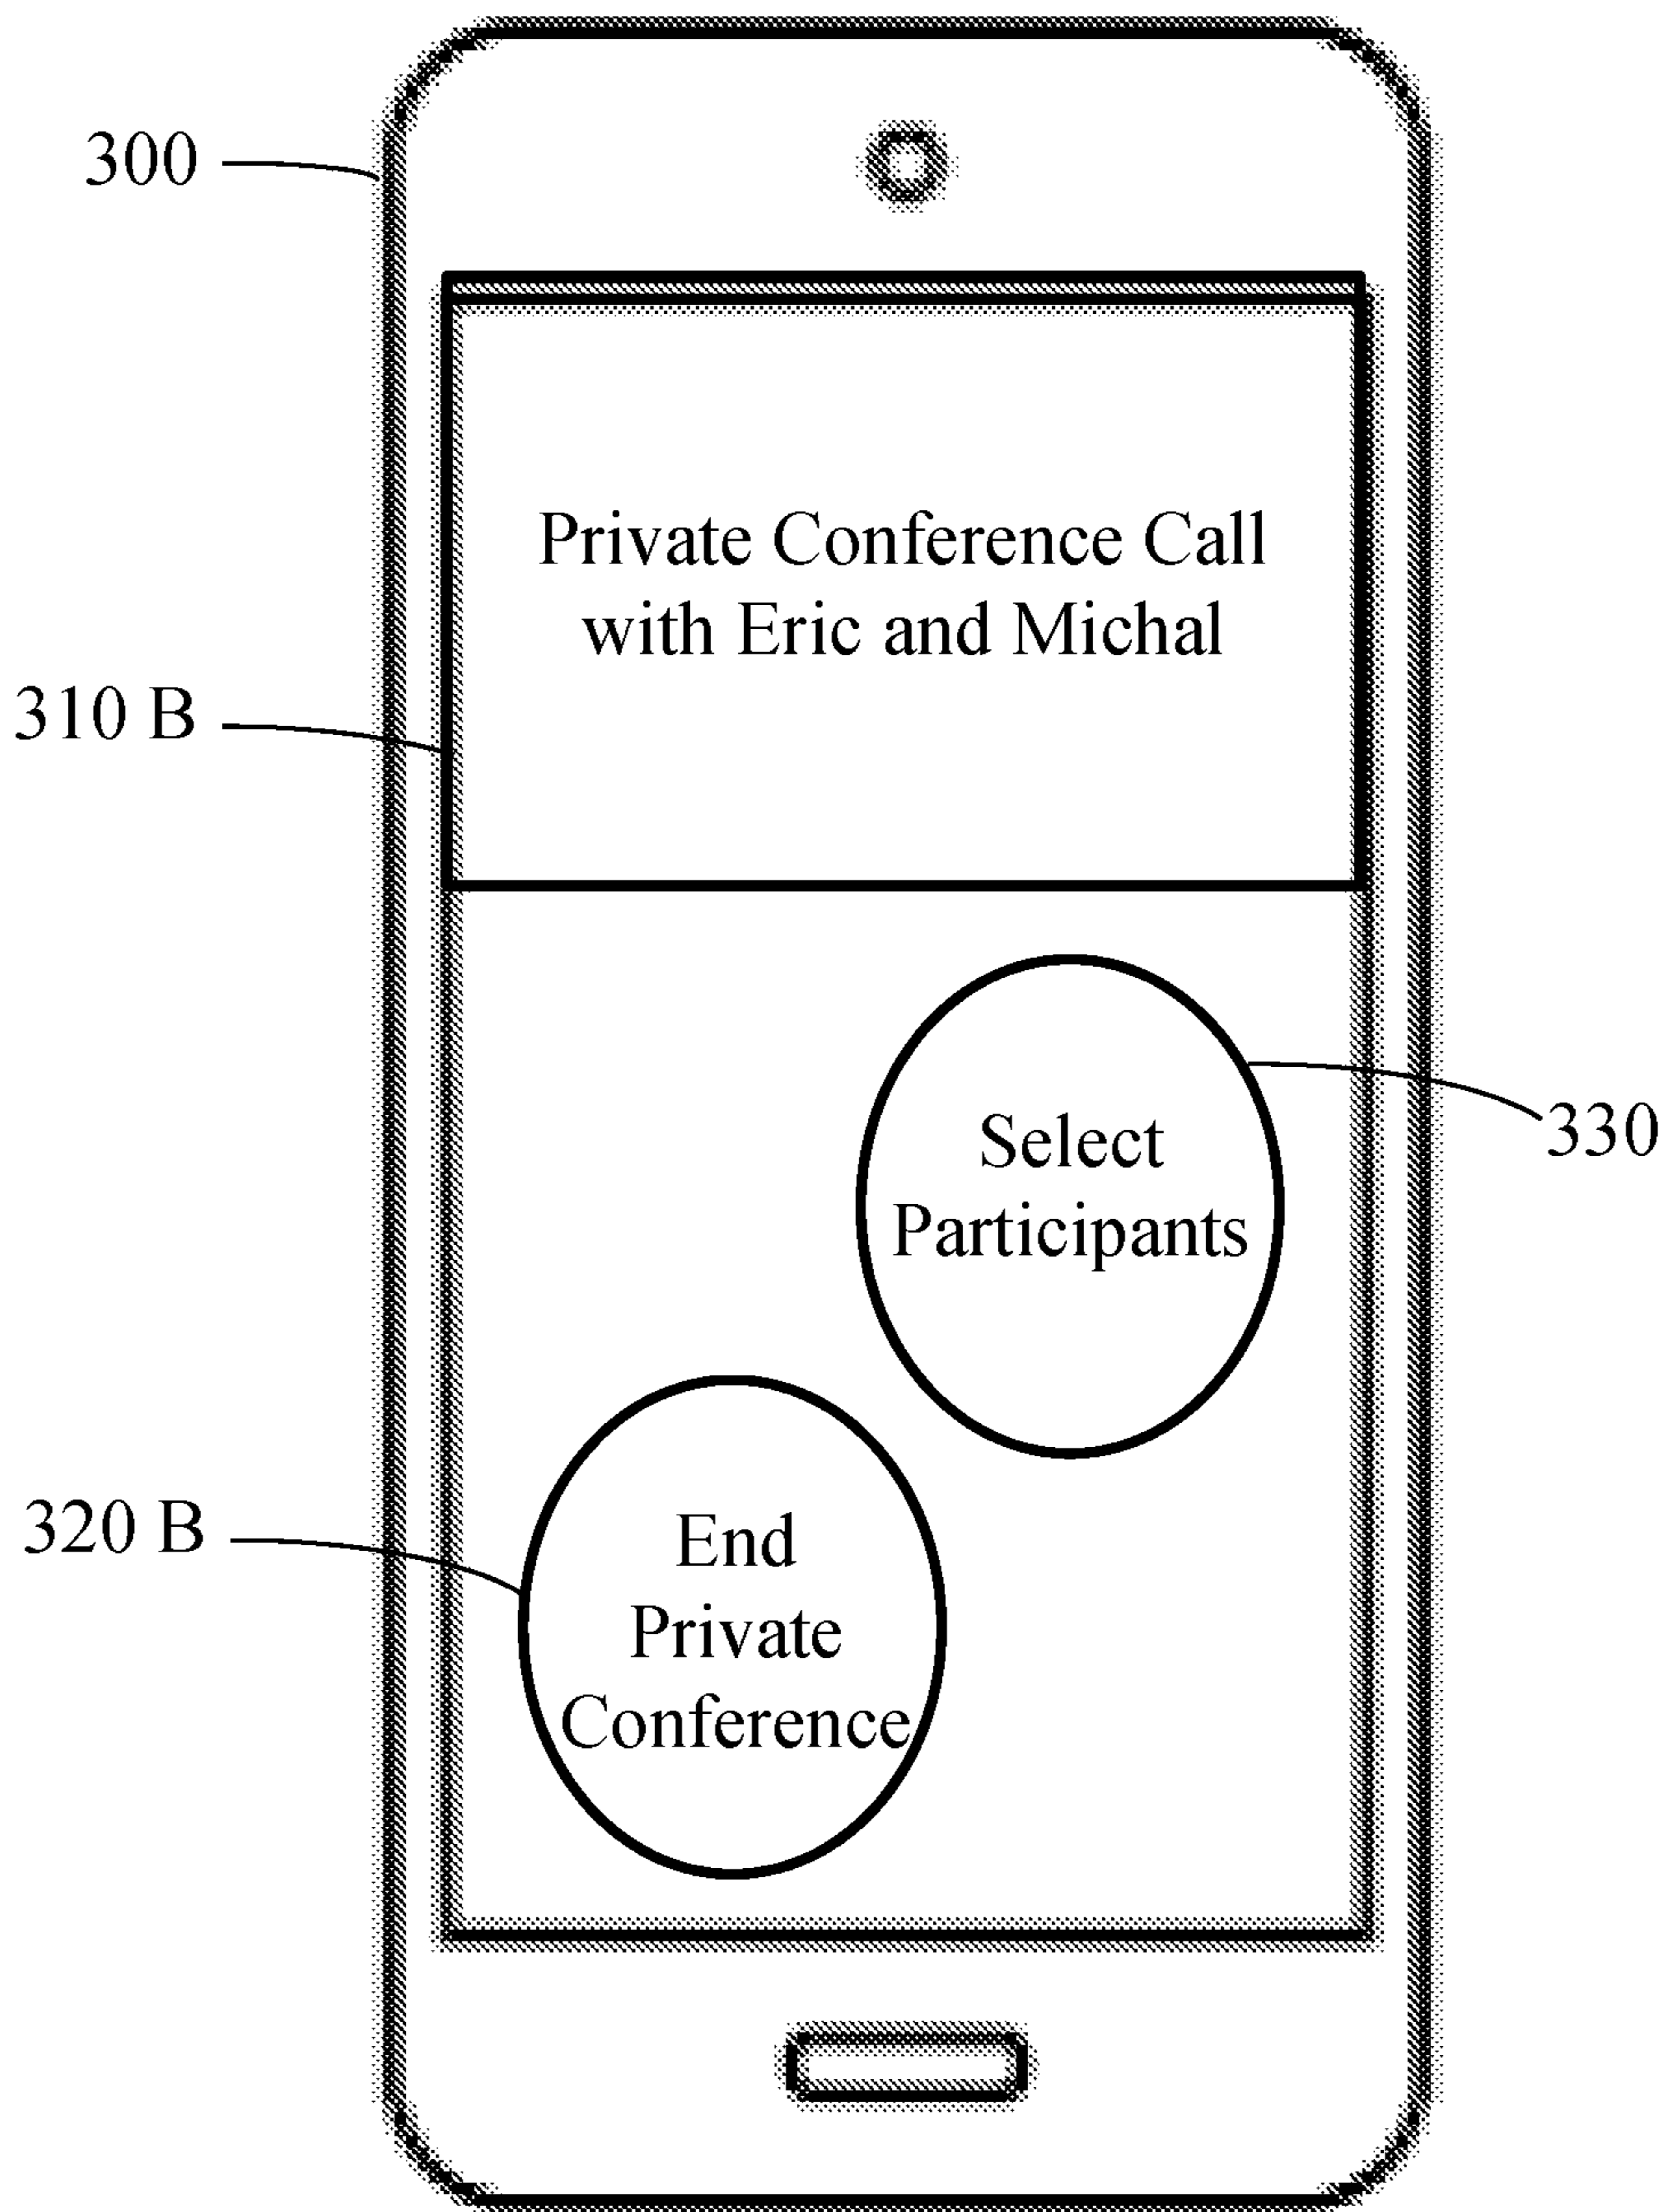 300
Private Conference Call
with Eric and Michal
310 B
Select
Participants
330
320 B
End
Private
Conference